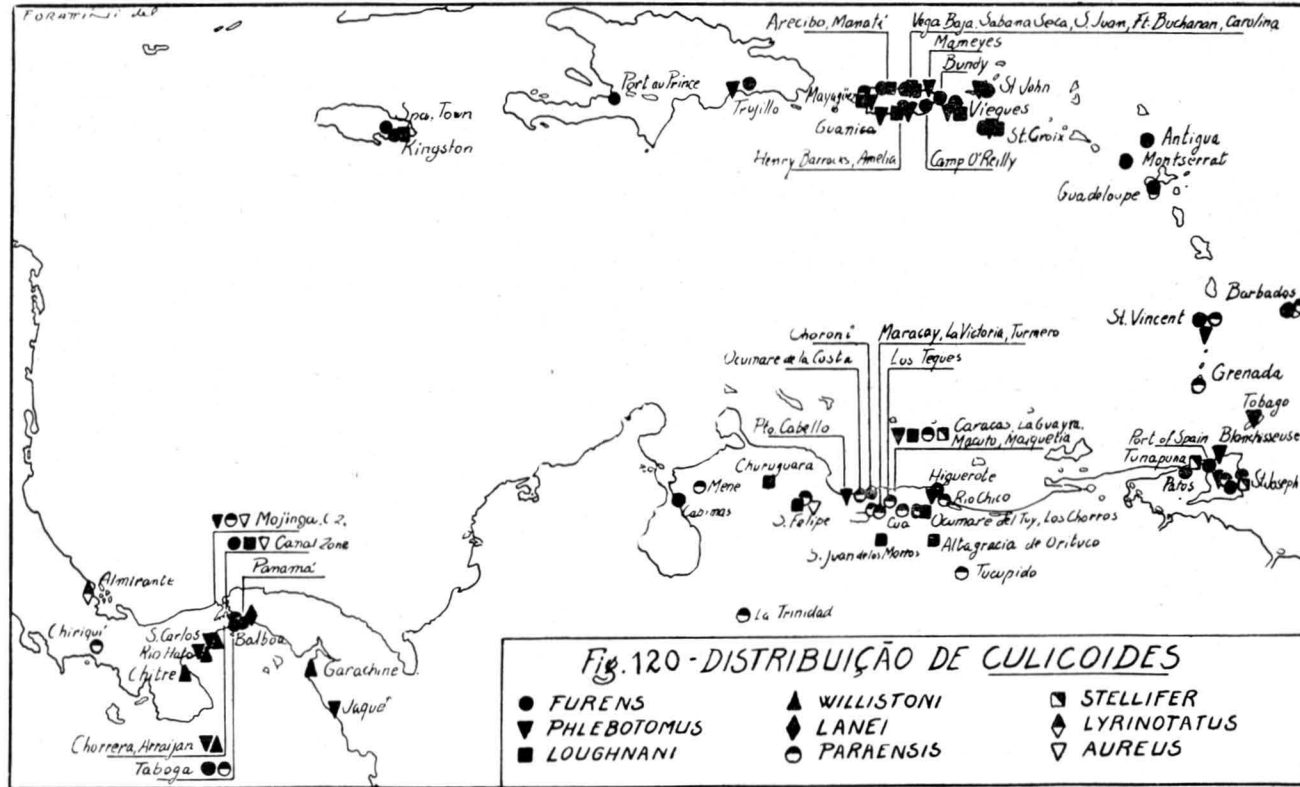 FORATTINI del
Arecibo, Manatí
Vega Baja, Sabana Seca, S. Juan, Ft. Buchanan, Carolina
Mameyes
Bundy
Port au Prince
Trujillo
Mayagüez
St John
Vieques
Town
Kingston
Guanica
St. Croix
Antigua
Montserrat
Henry Barracks, Amelia
Camp O'Reilly
Guadeloupe
Barbados
St. Vincent
Choroní
Maracay, La Victoria, Turmero
Ocumare de la Costa
Los Teques
Grenada
Tobago
Pto. Cabello
Caracas, La Guayra,
Macuto, Maiquetia
Port of Spain
Blanchisseuse
Tunapuna
Churuguara
Higuerote
Mene
Rio Chico
Patos
St. Joseph
Cabimas
S. Felipe
Cua
Ocumare del Tuy, Los Chorros
Mojinga, C Z,
S. Juan de los Morros
Altagracia de Orituco
Canal Zone
Tucupido
Panamá
Almirante
La Trinidad
Chiriquí
S. Carlos
Rio Hato
Balboa
Chitre
Garachine
Jaqué
Chorrera, Arraijan
Taboga
Fig. 120 - DISTRIBUIÇÃO DE CULICOIDES
FURENS
WILLISTONI
STELLIFER
PHLEBOTOMUS
LANEI
LYRINOTATUS
LOUGHNANI
PARAENSIS
AUREUS